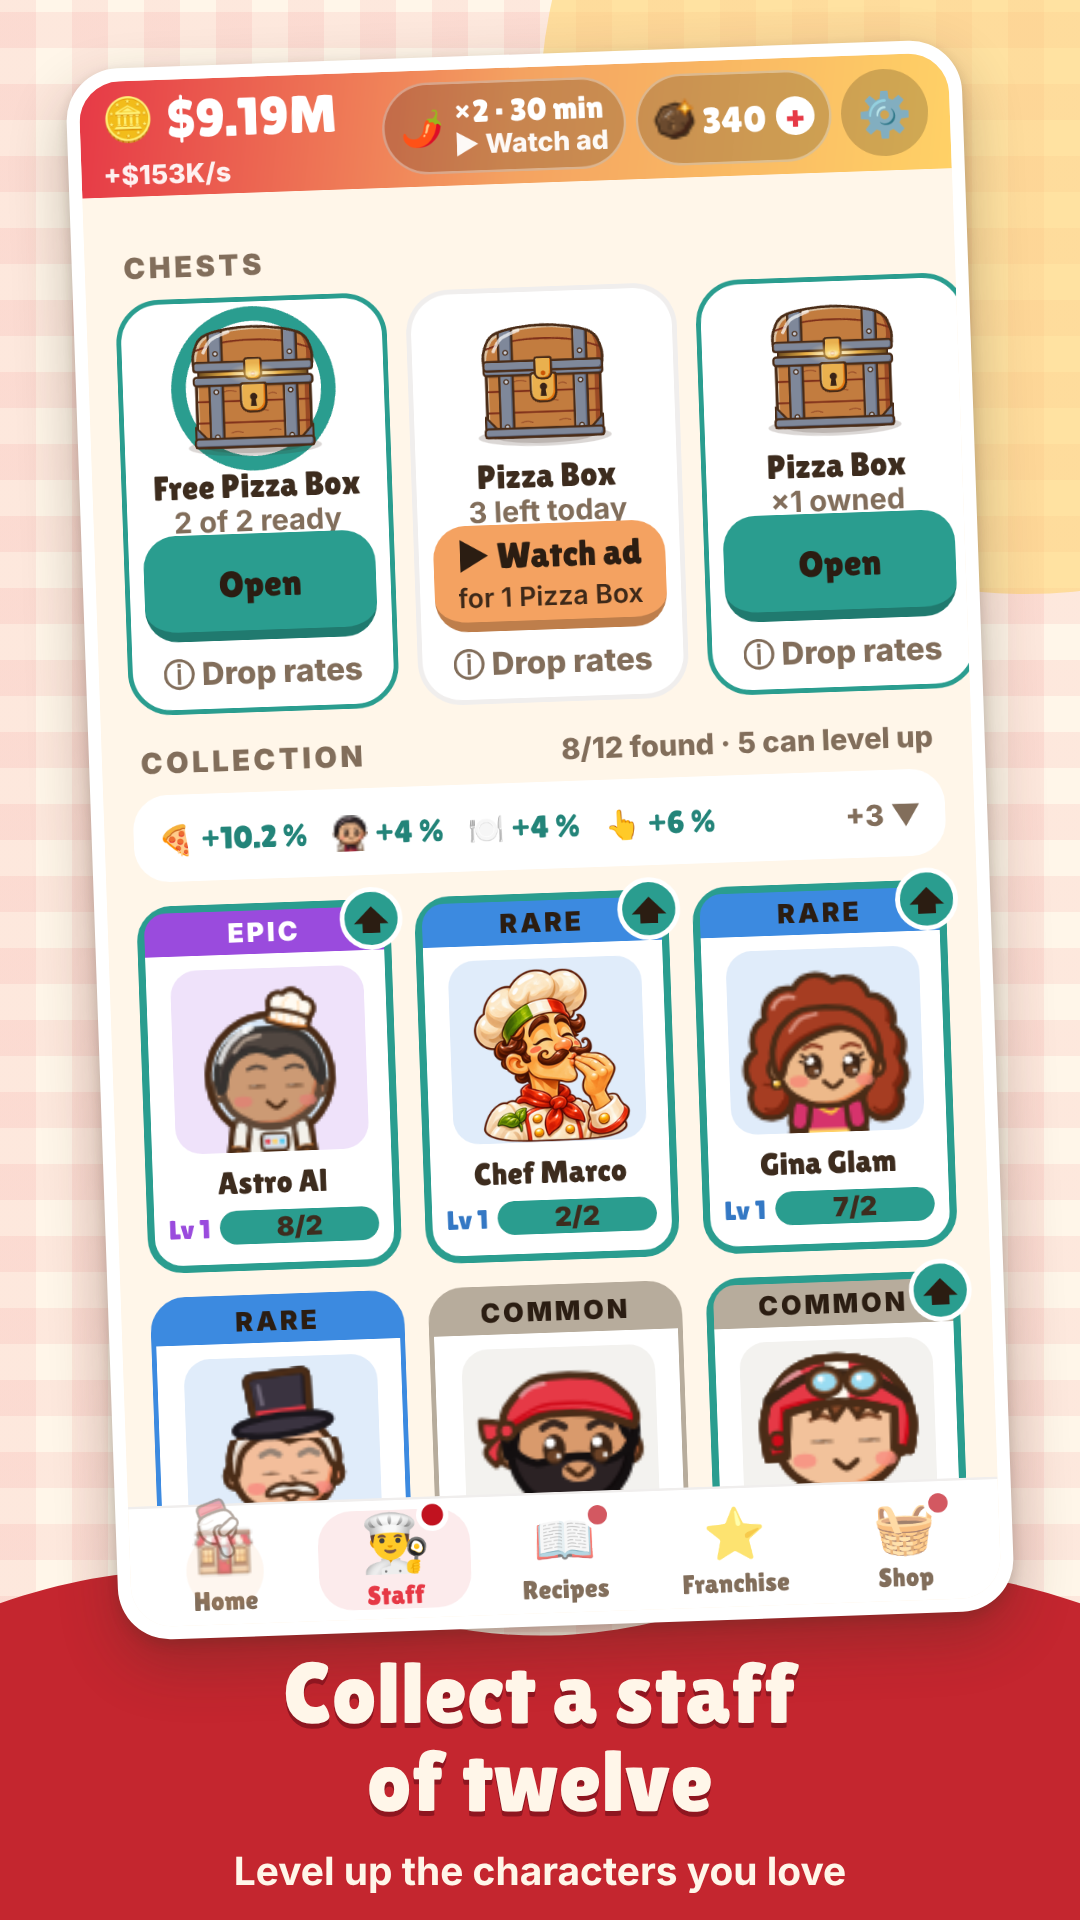 $9.19M
+$153K/s
×2 · 30 min
▶ Watch ad
340 +
CHESTS
Free Pizza Box
2 of 2 ready
Open
ⓘ Drop rates
Pizza Box
3 left today
▶ Watch ad
for 1 Pizza Box
ⓘ Drop rates
Pizza Box
×1 owned
Open
ⓘ Drop rates
COLLECTION
8/12 found · 5 can level up
+10.2 %
+4 %
+4 %
+6 %
+3 ▼
EPIC
Astro Al
Lv 1
8/2
RARE
Chef Marco
Lv 1
2/2
RARE
Gina Glam
Lv 1
7/2
RARE
COMMON
COMMON
Home
Staff
Recipes
Franchise
Shop
Collect a staff
of twelve
Level up the characters you love